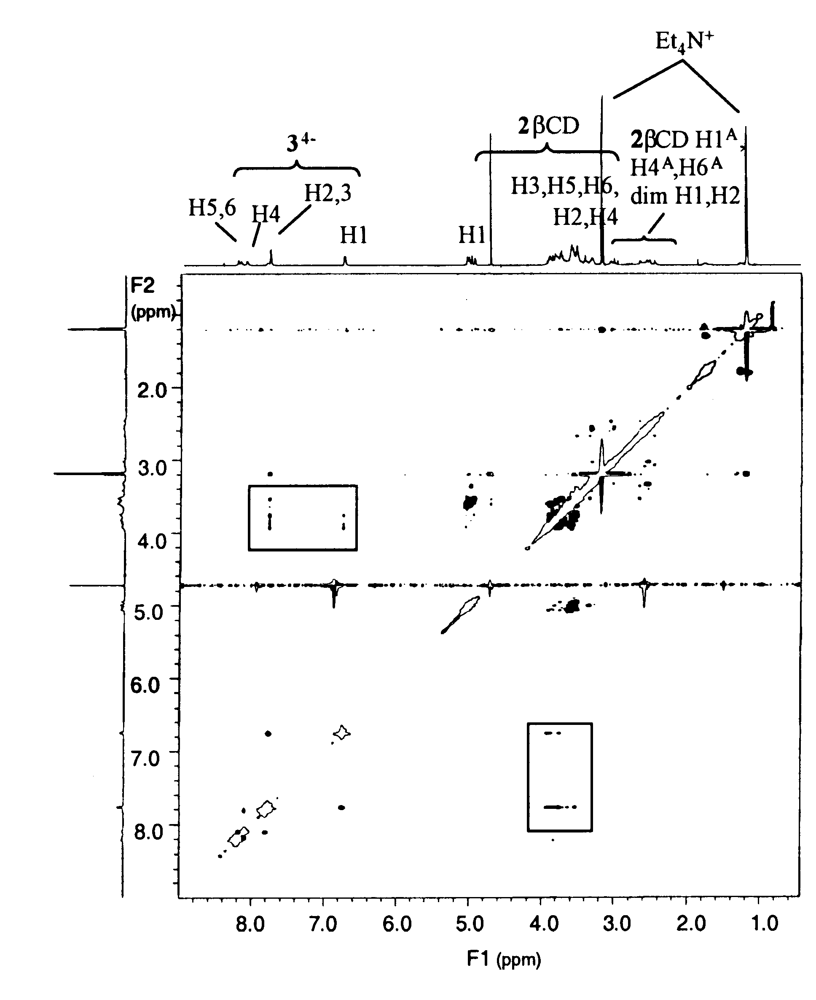 Et₄N⁺
2βCD
2βCD H1ᴬ
3⁴⁻
H4ᴬ,H6ᴬ
H3,H5,H6,
H2,3
dim H1,H2
H5,6
H4
H2,H4
H1
H1
F2
(ppm)
2.0
3.0
4.0
5.0
6.0
7.0
8.0
8.0 7.0 6.0 5.0 4.0 3.0 2.0 1.0
F1 (ppm)